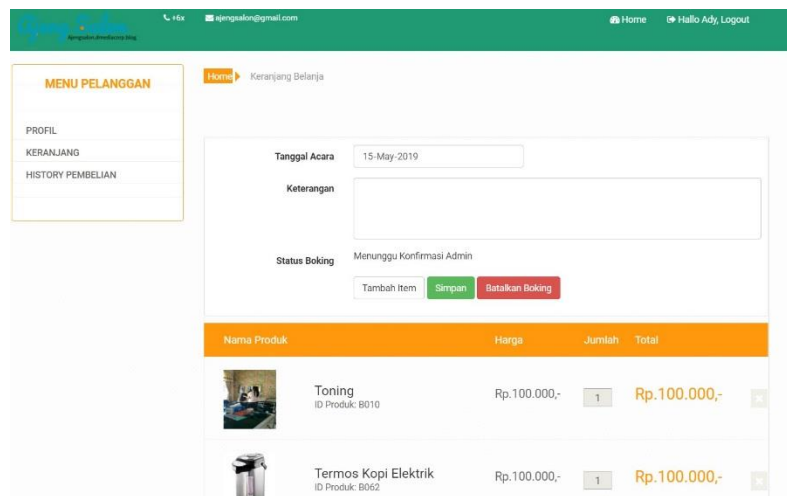 Ajeng Salon
+6x
ajengsalon@gmail.com
Home
Hallo Ady, Logout
MENU PELANGGAN
PROFIL
KERANJANG
HISTORY PEMBELIAN
Home
Keranjang Belanja
Tanggal Acara
15-May-2019
Keterangan
Status Boking
Menunggu Konfirmasi Admin
Tambah Item
Simpan
Batalkan Boking
Nama Produk Harga Jumlah Total
Toning Rp.100.000,- 1 Rp.100.000,-
ID Produk: B010
Termos Kopi Elektrik Rp.100.000,- 1 Rp.100.000,-
ID Produk: B062